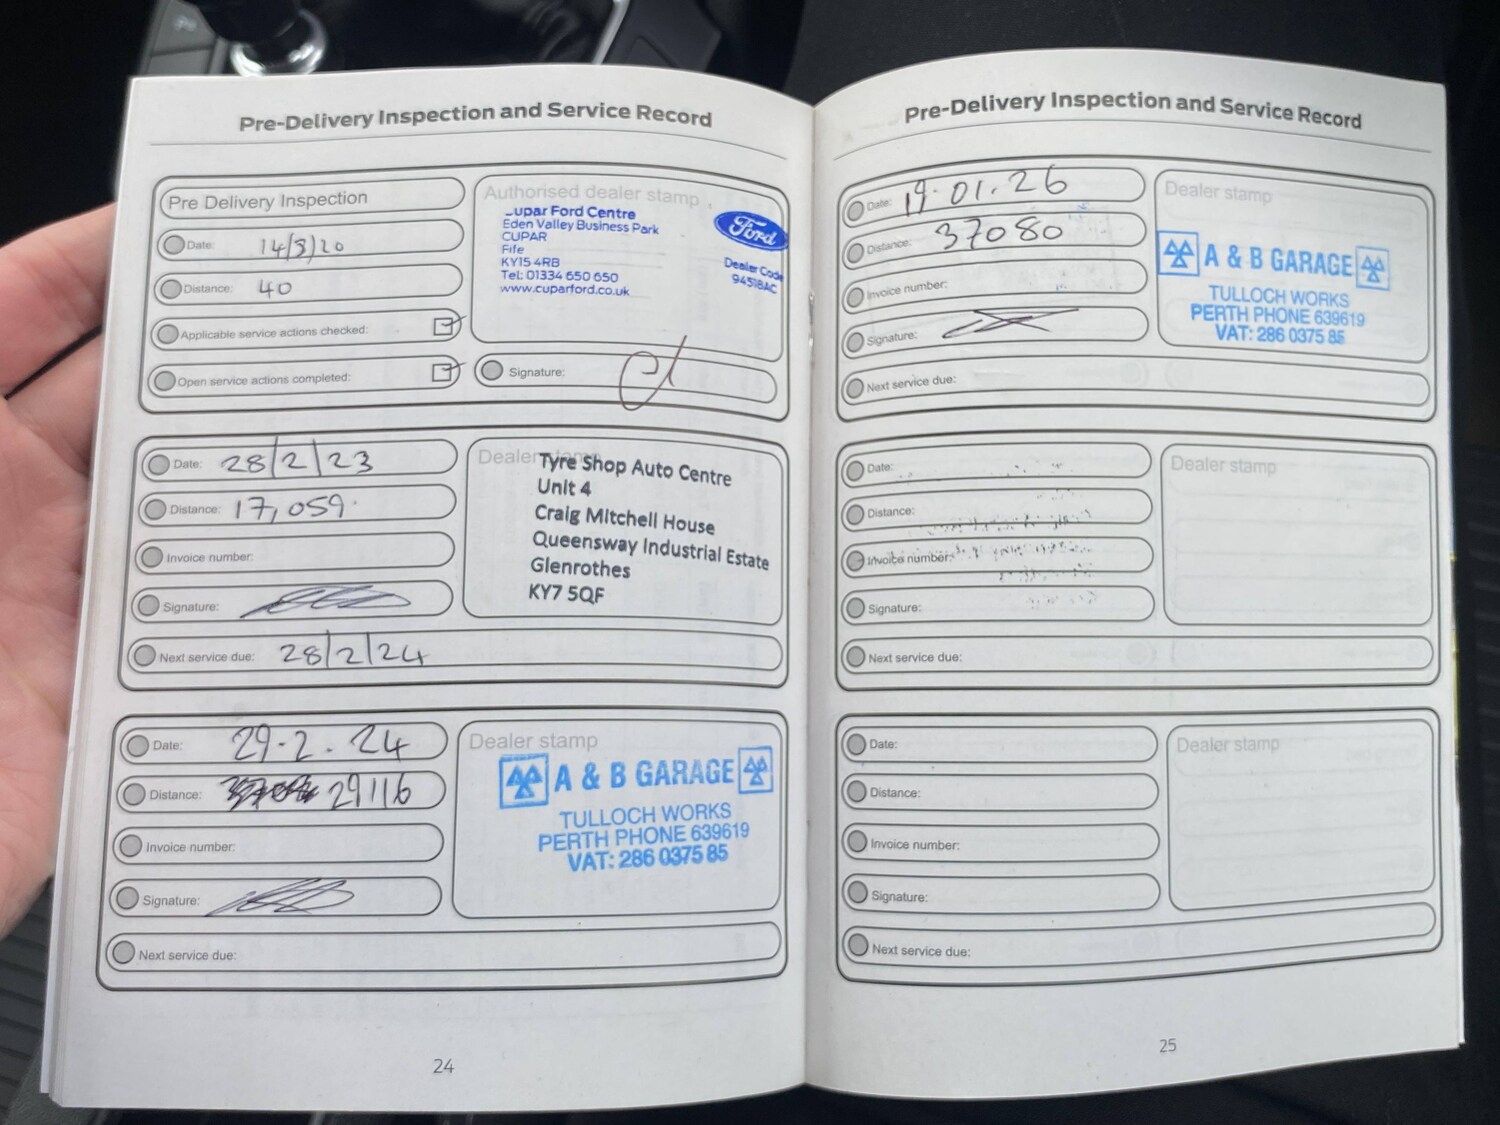 Pre-Delivery Inspection and Service Record
Pre Delivery Inspection
Date: 14/3/20
Distance: 40
Applicable service actions checked:
Open service actions completed:
Authorised dealer stamp
Cupar Ford Centre
Eden Valley Business Park
CUPAR
Fife
KY15 4RB
Tel: 01334 650 650
www.cuparford.co.uk
Ford
Dealer Code
94518AC
Signature:
Date: 28/2/23
Distance: 17,059.
Invoice number:
Signature:
Next service due: 28/2/24
Dealer stamp
Tyre Shop Auto Centre
Unit 4
Craig Mitchell House
Queensway Industrial Estate
Glenrothes
KY7 5QF
Date: 29.2.24
Distance: 29116
Invoice number:
Signature:
Next service due:
Dealer stamp
A & B GARAGE
TULLOCH WORKS
PERTH PHONE 639619
VAT: 286 0375 85
24
Pre-Delivery Inspection and Service Record
Date: 19.01.26
Distance: 37080
Invoice number:
Signature:
Next service due:
Dealer stamp
A & B GARAGE
TULLOCH WORKS
PERTH PHONE 639619
VAT: 286 0375 85
Date:
Distance:
Invoice number:
Signature:
Next service due:
Dealer stamp
Date:
Distance:
Invoice number:
Signature:
Next service due:
Dealer stamp
25